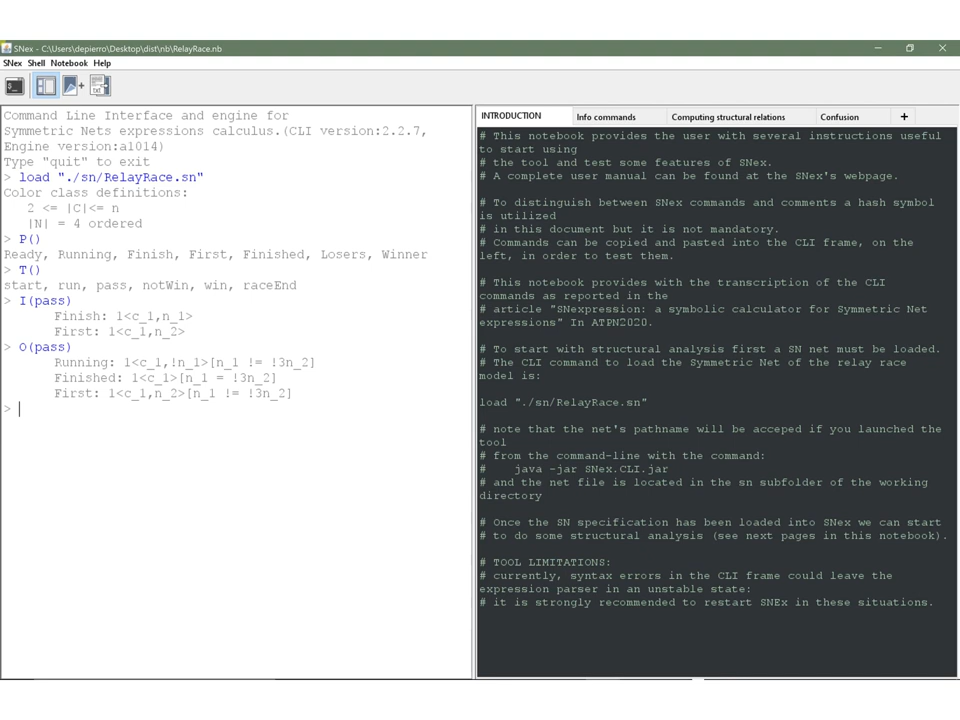 SNex - C:\Users\depierro\Desktop\dist\nb\RelayRace.nb
SNex Shell Notebook Help
Command Line Interface and engine for
Symmetric Nets expressions calculus.(CLI version:2.2.7,
Engine version:a1014)
Type "quit" to exit
> load "./sn/RelayRace.sn"
Color class definitions:
2 <= |C|<= n
|N| = 4 ordered
> P()
Ready, Running, Finish, First, Finished, Losers, Winner
> T()
start, run, pass, notWin, win, raceEnd
> I(pass)
Finish: 1<c_1,n_1>
First: 1<c_1,n_2>
> O(pass)
Running: 1<c_1,!n_1>[n_1 != !3n_2]
Finished: 1<c_1>[n_1 = !3n_2]
First: 1<c_1,n_2>[n_1 != !3n_2]
>
INTRODUCTION Info commands Computing structural relations Confusion +
# This notebook provides the user with several instructions useful
to start using
# the tool and test some features of SNex.
# A complete user manual can be found at the SNex's webpage.
# To distinguish between SNex commands and comments a hash symbol
is utilized
# in this document but it is not mandatory.
# Commands can be copied and pasted into the CLI frame, on the
left, in order to test them.
# This notebook provides with the transcription of the CLI
commands as reported in the
# article "SNexpression: a symbolic calculator for Symmetric Net
expressions" In ATPN2020.
# To start with structural analysis first a SN net must be loaded.
# The CLI command to load the Symmetric Net of the relay race
model is:
load "./sn/RelayRace.sn"
# note that the net's pathname will be acceped if you launched the
tool
# from the command-line with the command:
# java -jar SNex.CLI.jar
# and the net file is located in the sn subfolder of the working
directory
# Once the SN specification has been loaded into SNex we can start
# to do some structural analysis (see next pages in this notebook).
# TOOL LIMITATIONS:
# currently, syntax errors in the CLI frame could leave the
expression parser in an unstable state:
# it is strongly recommended to restart SNEx in these situations.